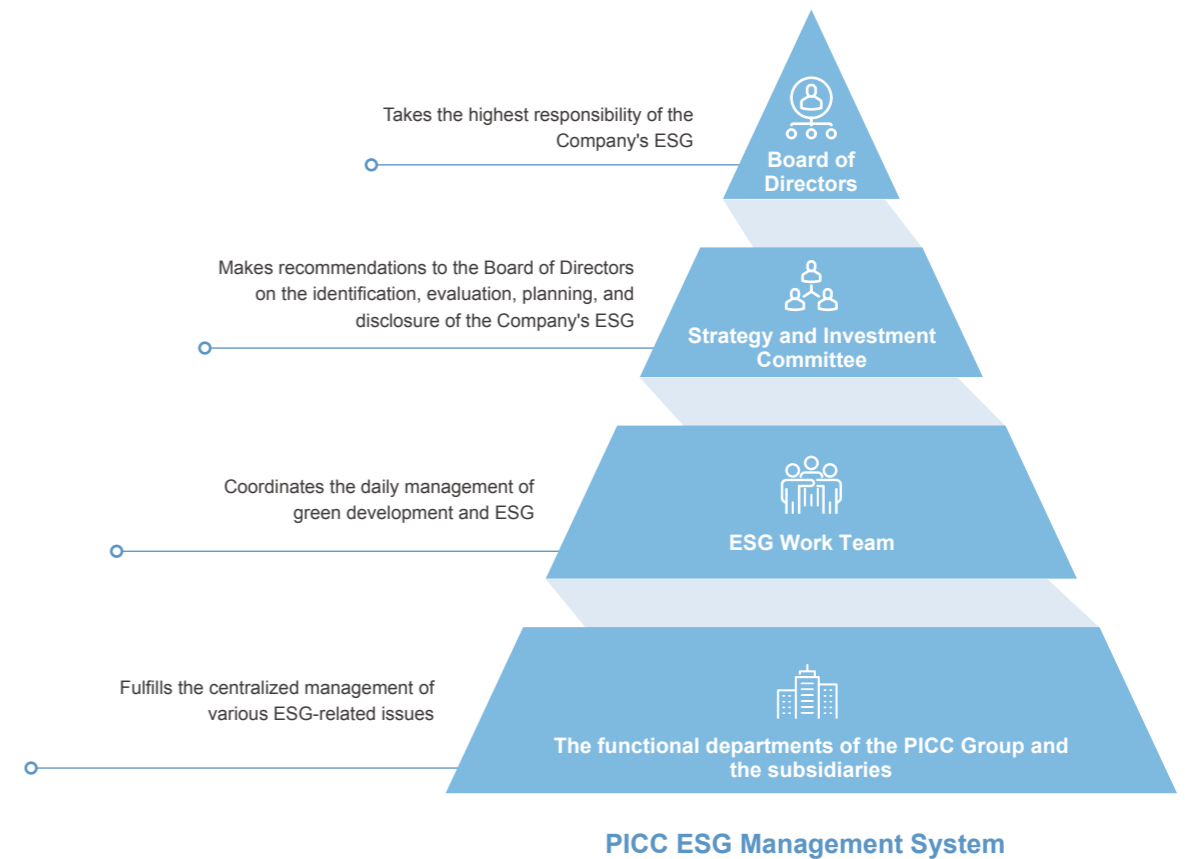 Takes the highest responsibility of the
Company's ESG
Board of
Directors
Makes recommendations to the Board of Directors
on the identification, evaluation, planning, and
disclosure of the Company's ESG
Strategy and Investment
Committee
Coordinates the daily management of
green development and ESG
ESG Work Team
Fulfills the centralized management of
various ESG-related issues
The functional departments of the PICC Group and
the subsidiaries
PICC ESG Management System